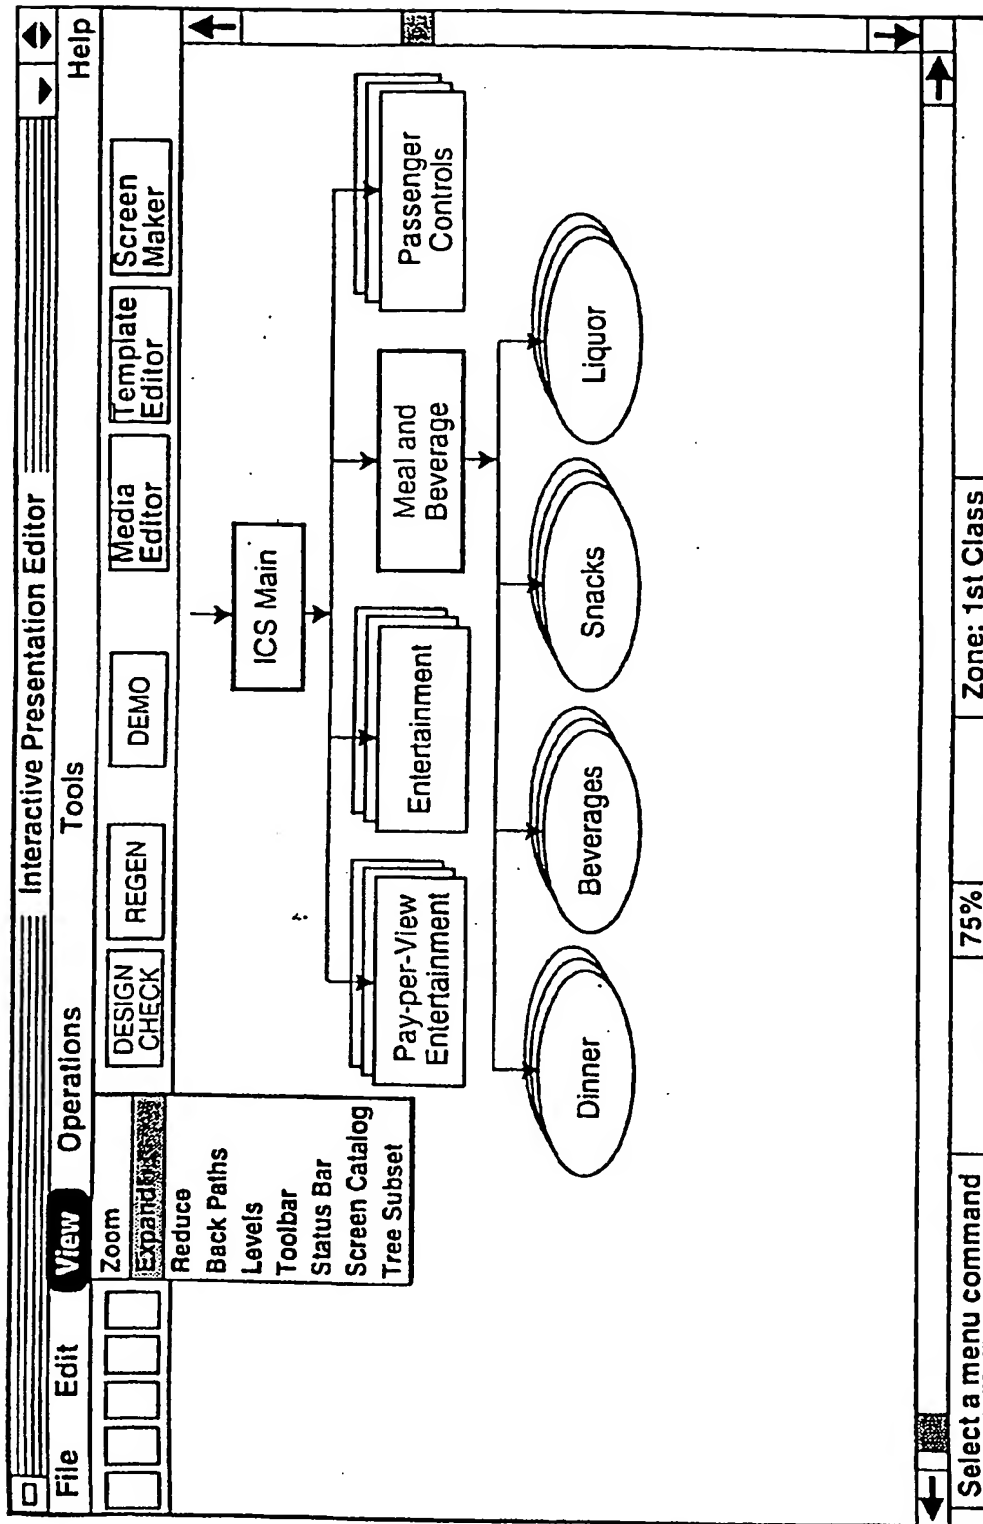 Interactive Presentation Editor
File Edit View Operations Tools Help
DESIGN
CHECK
REGEN
DEMO
Media
Editor
Template
Editor
Screen
Maker
Zoom
Expand
Reduce
Back Paths
Levels
Toolbar
Status Bar
Screen Catalog
Tree Subset
ICS Main
Pay-per-View
Entertainment
Entertainment
Meal and
Beverage
Passenger
Controls
Dinner
Beverages
Snacks
Liquor
Select a menu command
75%
Zone: 1st Class